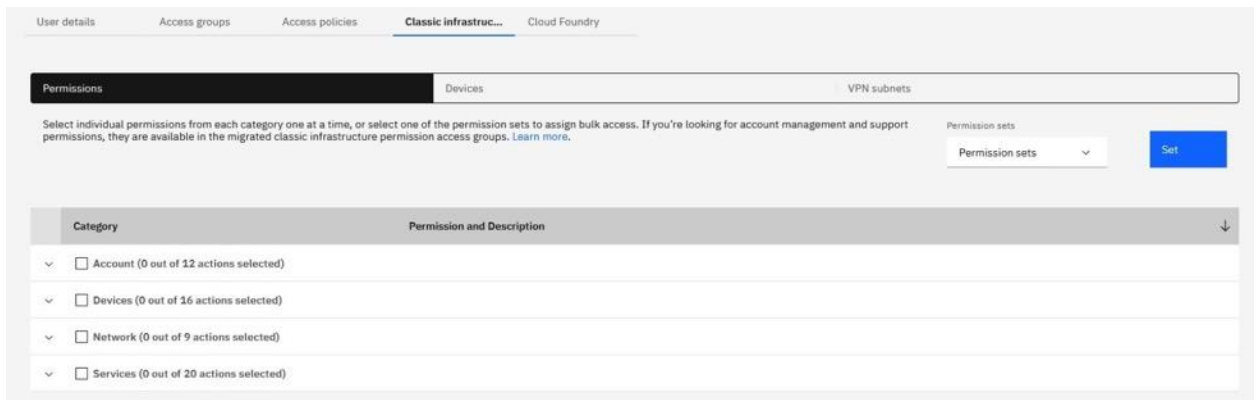 User details Access groups Access policies Classic infrastruc... Cloud Foundry
Permissions Devices VPN subnets
Select individual permissions from each category one at a time, or select one of the permission sets to assign bulk access. If you're looking for account management and support
permissions, they are available in the migrated classic infrastructure permission access groups. Learn more.
Permission sets
Permission sets Set
Category Permission and Description
Account (0 out of 12 actions selected)
Devices (0 out of 16 actions selected)
Network (0 out of 9 actions selected)
Services (0 out of 20 actions selected)